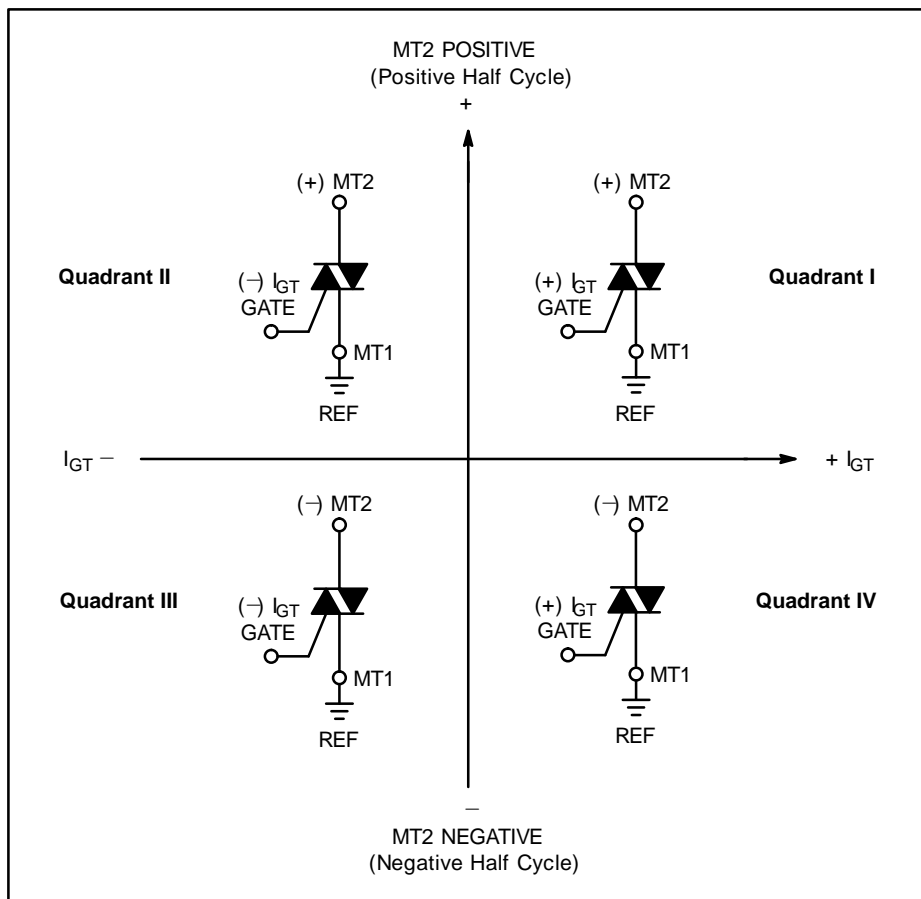 MT2 POSITIVE
(Positive Half Cycle)
+
(+) MT2
(+) MT2
Quadrant II
(−) IGT
GATE
(+) IGT
GATE
Quadrant I
MT1
MT1
REF
REF
IGT −
+ IGT
(−) MT2
(−) MT2
Quadrant III
(−) IGT
GATE
(+) IGT
GATE
Quadrant IV
MT1
MT1
REF
REF
−
MT2 NEGATIVE
(Negative Half Cycle)